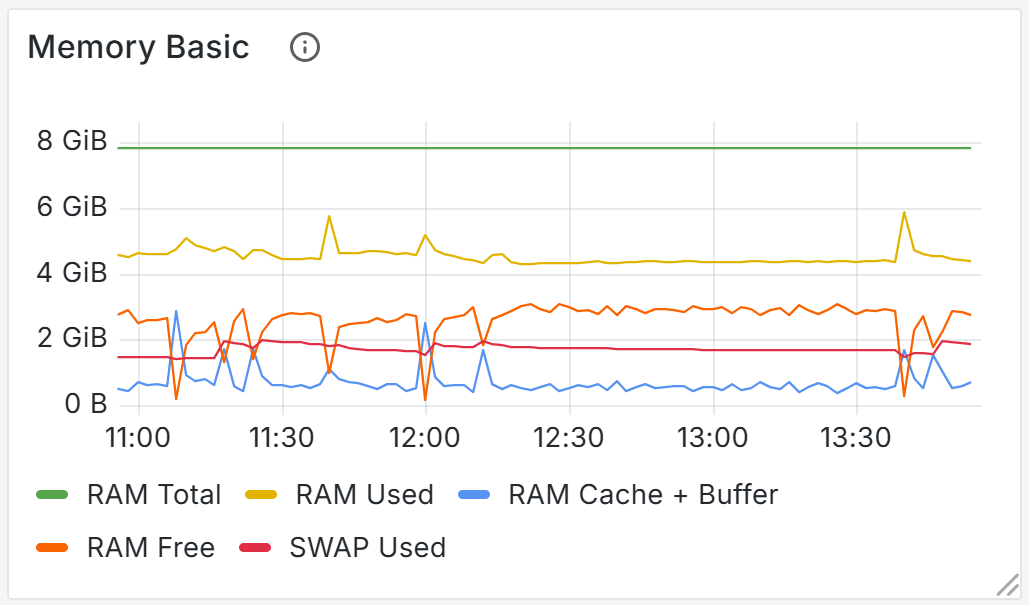 Memory Basic
8 GiB
6 GiB
4 GiB
2 GiB
0 B
11:00 11:30 12:00 12:30 13:00 13:30
RAM Total RAM Used RAM Cache + Buffer
RAM Free SWAP Used